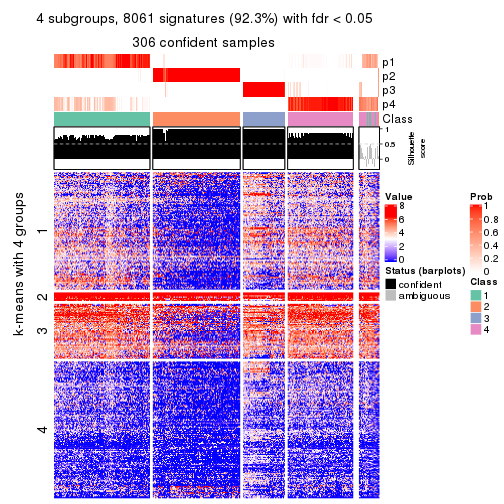 4 subgroups, 8061 signatures (92.3%) with fdr < 0.05
306 confident samples
p1
p2
p3
p4
Class
1
0.5
0
Silhouette
score
k-means with 4 groups
1
2
3
4
Value
8
6
4
2
0
Status (barplots)
confident
ambiguous
Prob
1
0.8
0.6
0.4
0.2
0
Class
1
2
3
4